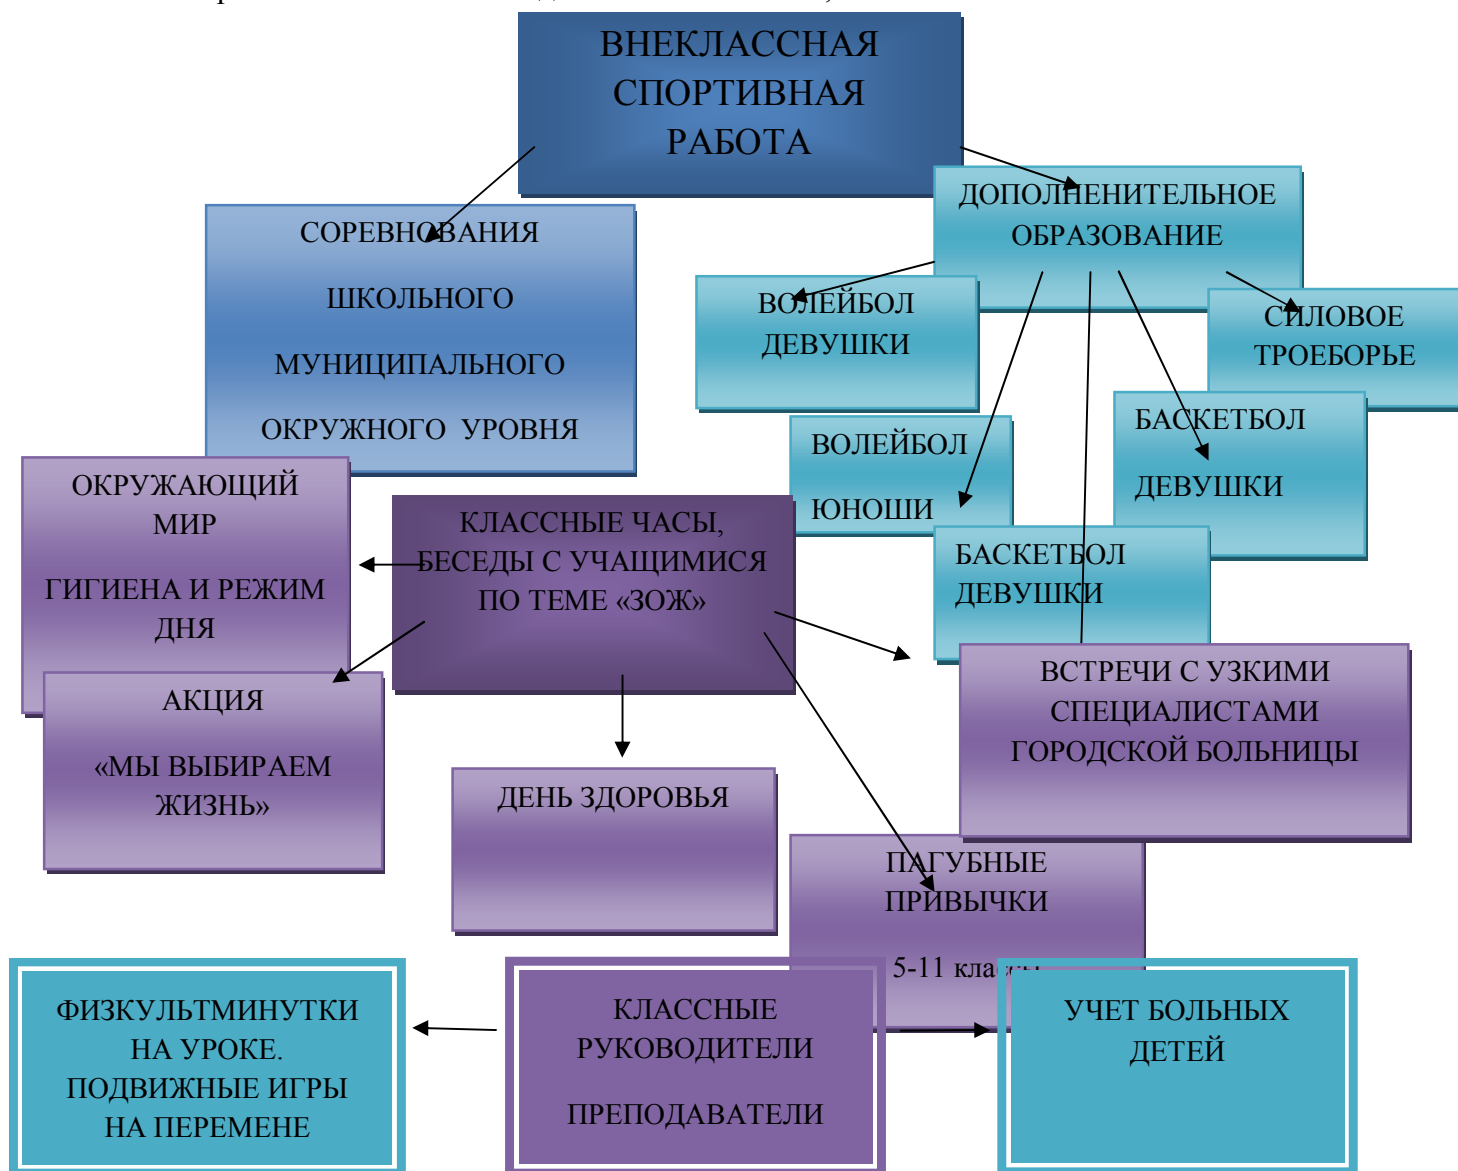 ВНЕКЛАССНАЯ
СПОРТИВНАЯ
РАБОТА
СОРЕВНОВАНИЯ
ШКОЛЬНОГО
МУНИЦИПАЛЬНОГО
ОКРУЖНОГО УРОВНЯ
ДОПОЛНЕНИТЕЛЬНОЕ
ОБРАЗОВАНИЕ
ВОЛЕЙБОЛ
ДЕВУШКИ
СИЛОВОЕ
ТРОЕБОРЬЕ
ВОЛЕЙБОЛ
ЮНОШИ
БАСКЕТБОЛ
ДЕВУШКИ
БАСКЕТБОЛ
ДЕВУШКИ
ОКРУЖАЮЩИЙ
МИР
ГИГИЕНА И РЕЖИМ
ДНЯ
КЛАССНЫЕ ЧАСЫ,
БЕСЕДЫ С УЧАЩИМИСЯ
ПО ТЕМЕ «ЗОЖ»
АКЦИЯ
«МЫ ВЫБИРАЕМ
ЖИЗНЬ»
ДЕНЬ ЗДОРОВЬЯ
ВСТРЕЧИ С УЗКИМИ
СПЕЦИАЛИСТАМИ
ГОРОДСКОЙ БОЛЬНИЦЫ
ПАГУБНЫЕ
ПРИВЫЧКИ
5-11 классы
ФИЗКУЛЬТМИНУТКИ
НА УРОКЕ.
ПОДВИЖНЫЕ ИГРЫ
НА ПЕРЕМЕНЕ
КЛАССНЫЕ
РУКОВОДИТЕЛИ
ПРЕПОДАВАТЕЛИ
УЧЕТ БОЛЬНЫХ
ДЕТЕЙ